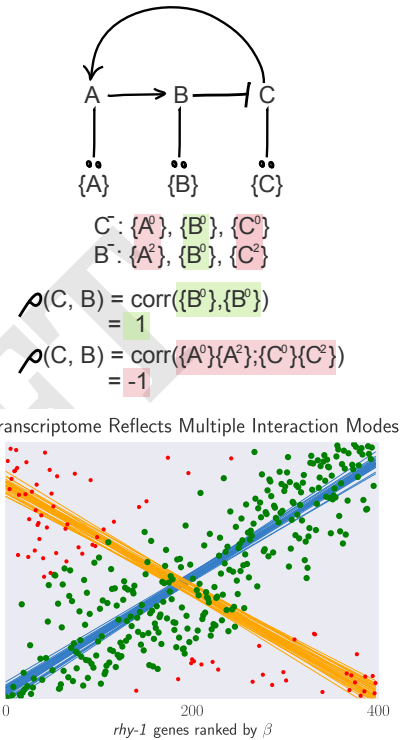 A B C
{A} {B} {C}
C⁻: {A⁰}, {B⁰}, {C⁰}
B⁻: {A²}, {B⁰}, {C²}
ρ(C, B) = corr({B⁰},{B⁰})
= 1
ρ(C, B) = corr({A⁰}{A²};{C⁰}{C²})
= -1
ranscriptome Reflects Multiple Interaction Modes
0 200 400
rhy-1 genes ranked by β